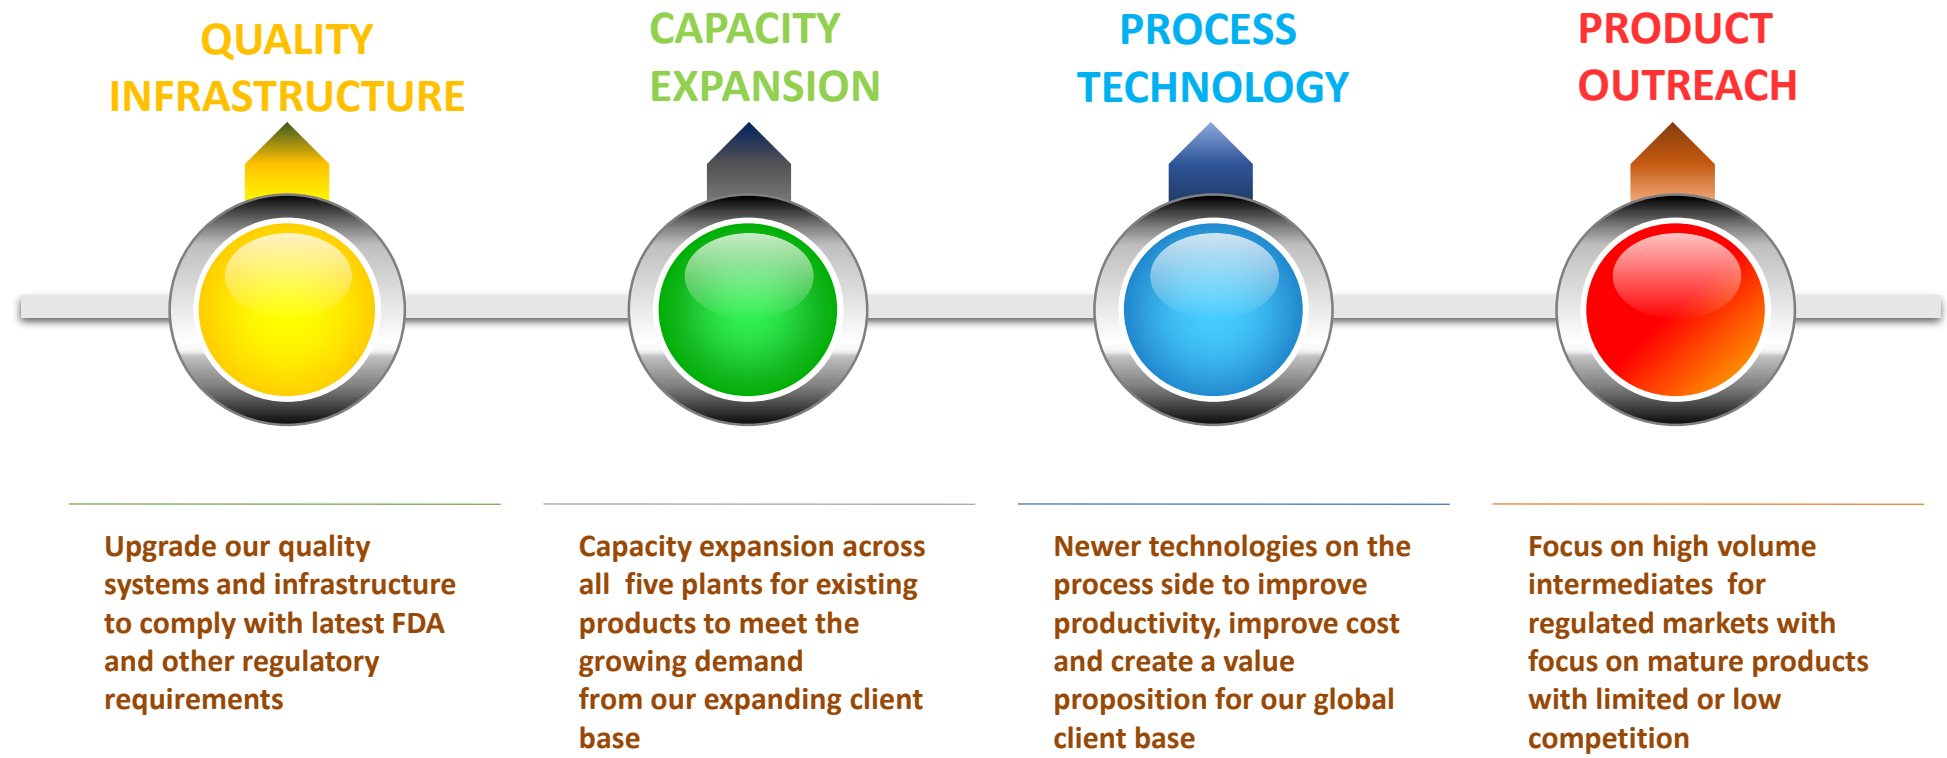 QUALITY
INFRASTRUCTURE
CAPACITY
EXPANSION
PROCESS
TECHNOLOGY
PRODUCT
OUTREACH
Upgrade our quality
systems and infrastructure
to comply with latest FDA
and other regulatory
requirements
Capacity expansion across
all  five plants for existing
products to meet the
growing demand
from our expanding client
base
Newer technologies on the
process side to improve
productivity, improve cost
and create a value
proposition for our global
client base
Focus on high volume
intermediates  for
regulated markets with
focus on mature products
with limited or low
competition